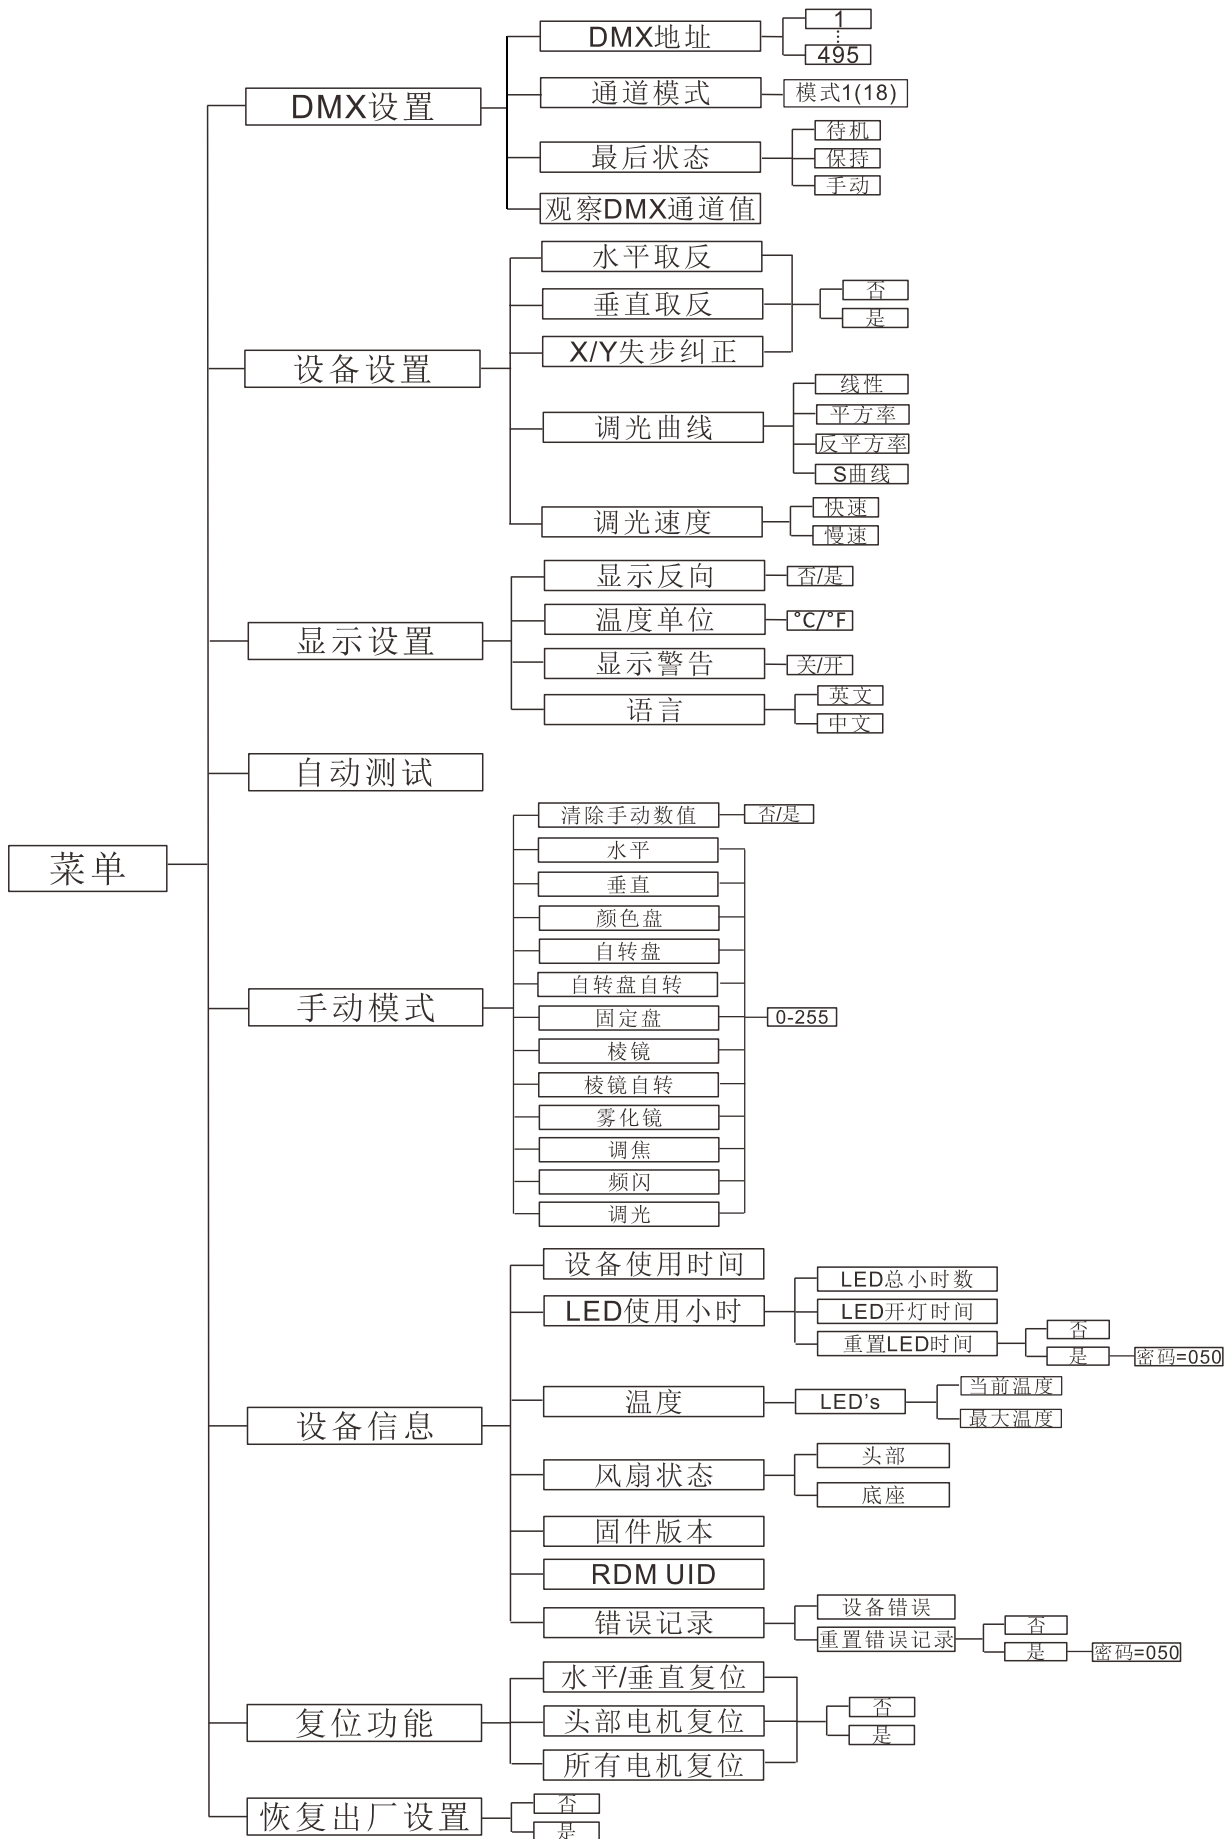 菜单
DMX设置
DMX地址
1
495
通道模式
模式1(18)
最后状态
待机
保持
手动
观察DMX通道值
设备设置
水平取反
垂直取反
X/Y失步纠正
否
是
调光曲线
线性
平方率
反平方率
S曲线
调光速度
快速
慢速
显示设置
显示反向
否/是
温度单位
°C/°F
显示警告
关/开
语言
英文
中文
自动测试
手动模式
清除手动数值
否/是
水平
垂直
颜色盘
自转盘
自转盘自转
固定盘
棱镜
棱镜自转
雾化镜
调焦
频闪
调光
0-255
设备信息
设备使用时间
LED使用小时
LED总小时数
LED开灯时间
重置LED时间
否
是
密码=050
温度
LED's
当前温度
最大温度
风扇状态
头部
底座
固件版本
RDM UID
错误记录
设备错误
重置错误记录
否
是
密码=050
复位功能
水平/垂直复位
头部电机复位
所有电机复位
否
是
恢复出厂设置
否
是